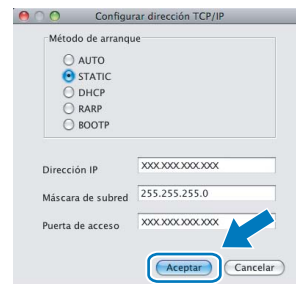 Configurar dirección TCP/IP
Método de arranque
AUTO
STATIC
DHCP
RARP
BOOTP
Dirección IP XXX.XXX.XXX.XXX
Máscara de subred 255.255.255.0
Puerta de acceso XXX.XXX.XXX.XXX
Aceptar Cancelar